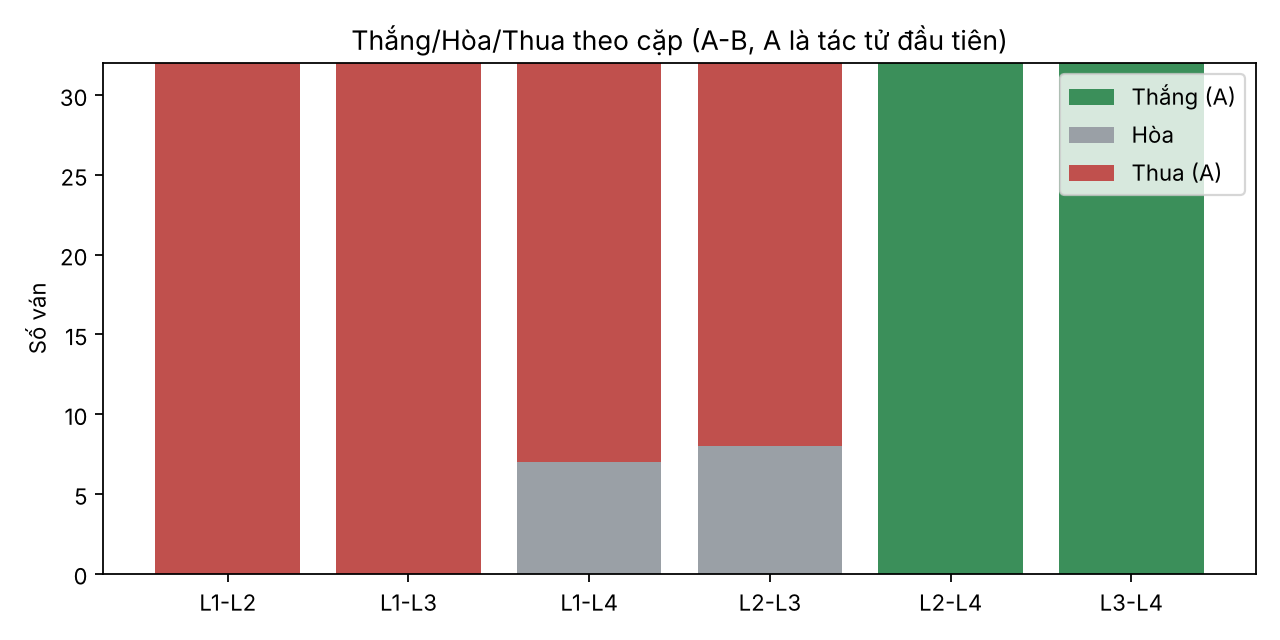 Thắng/Hòa/Thua theo cặp (A-B, A là tác tử đầu tiên)
Số ván
30
25
20
15
10
5
0
Thắng (A)
Hòa
Thua (A)
L1-L2
L1-L3
L1-L4
L2-L3
L2-L4
L3-L4